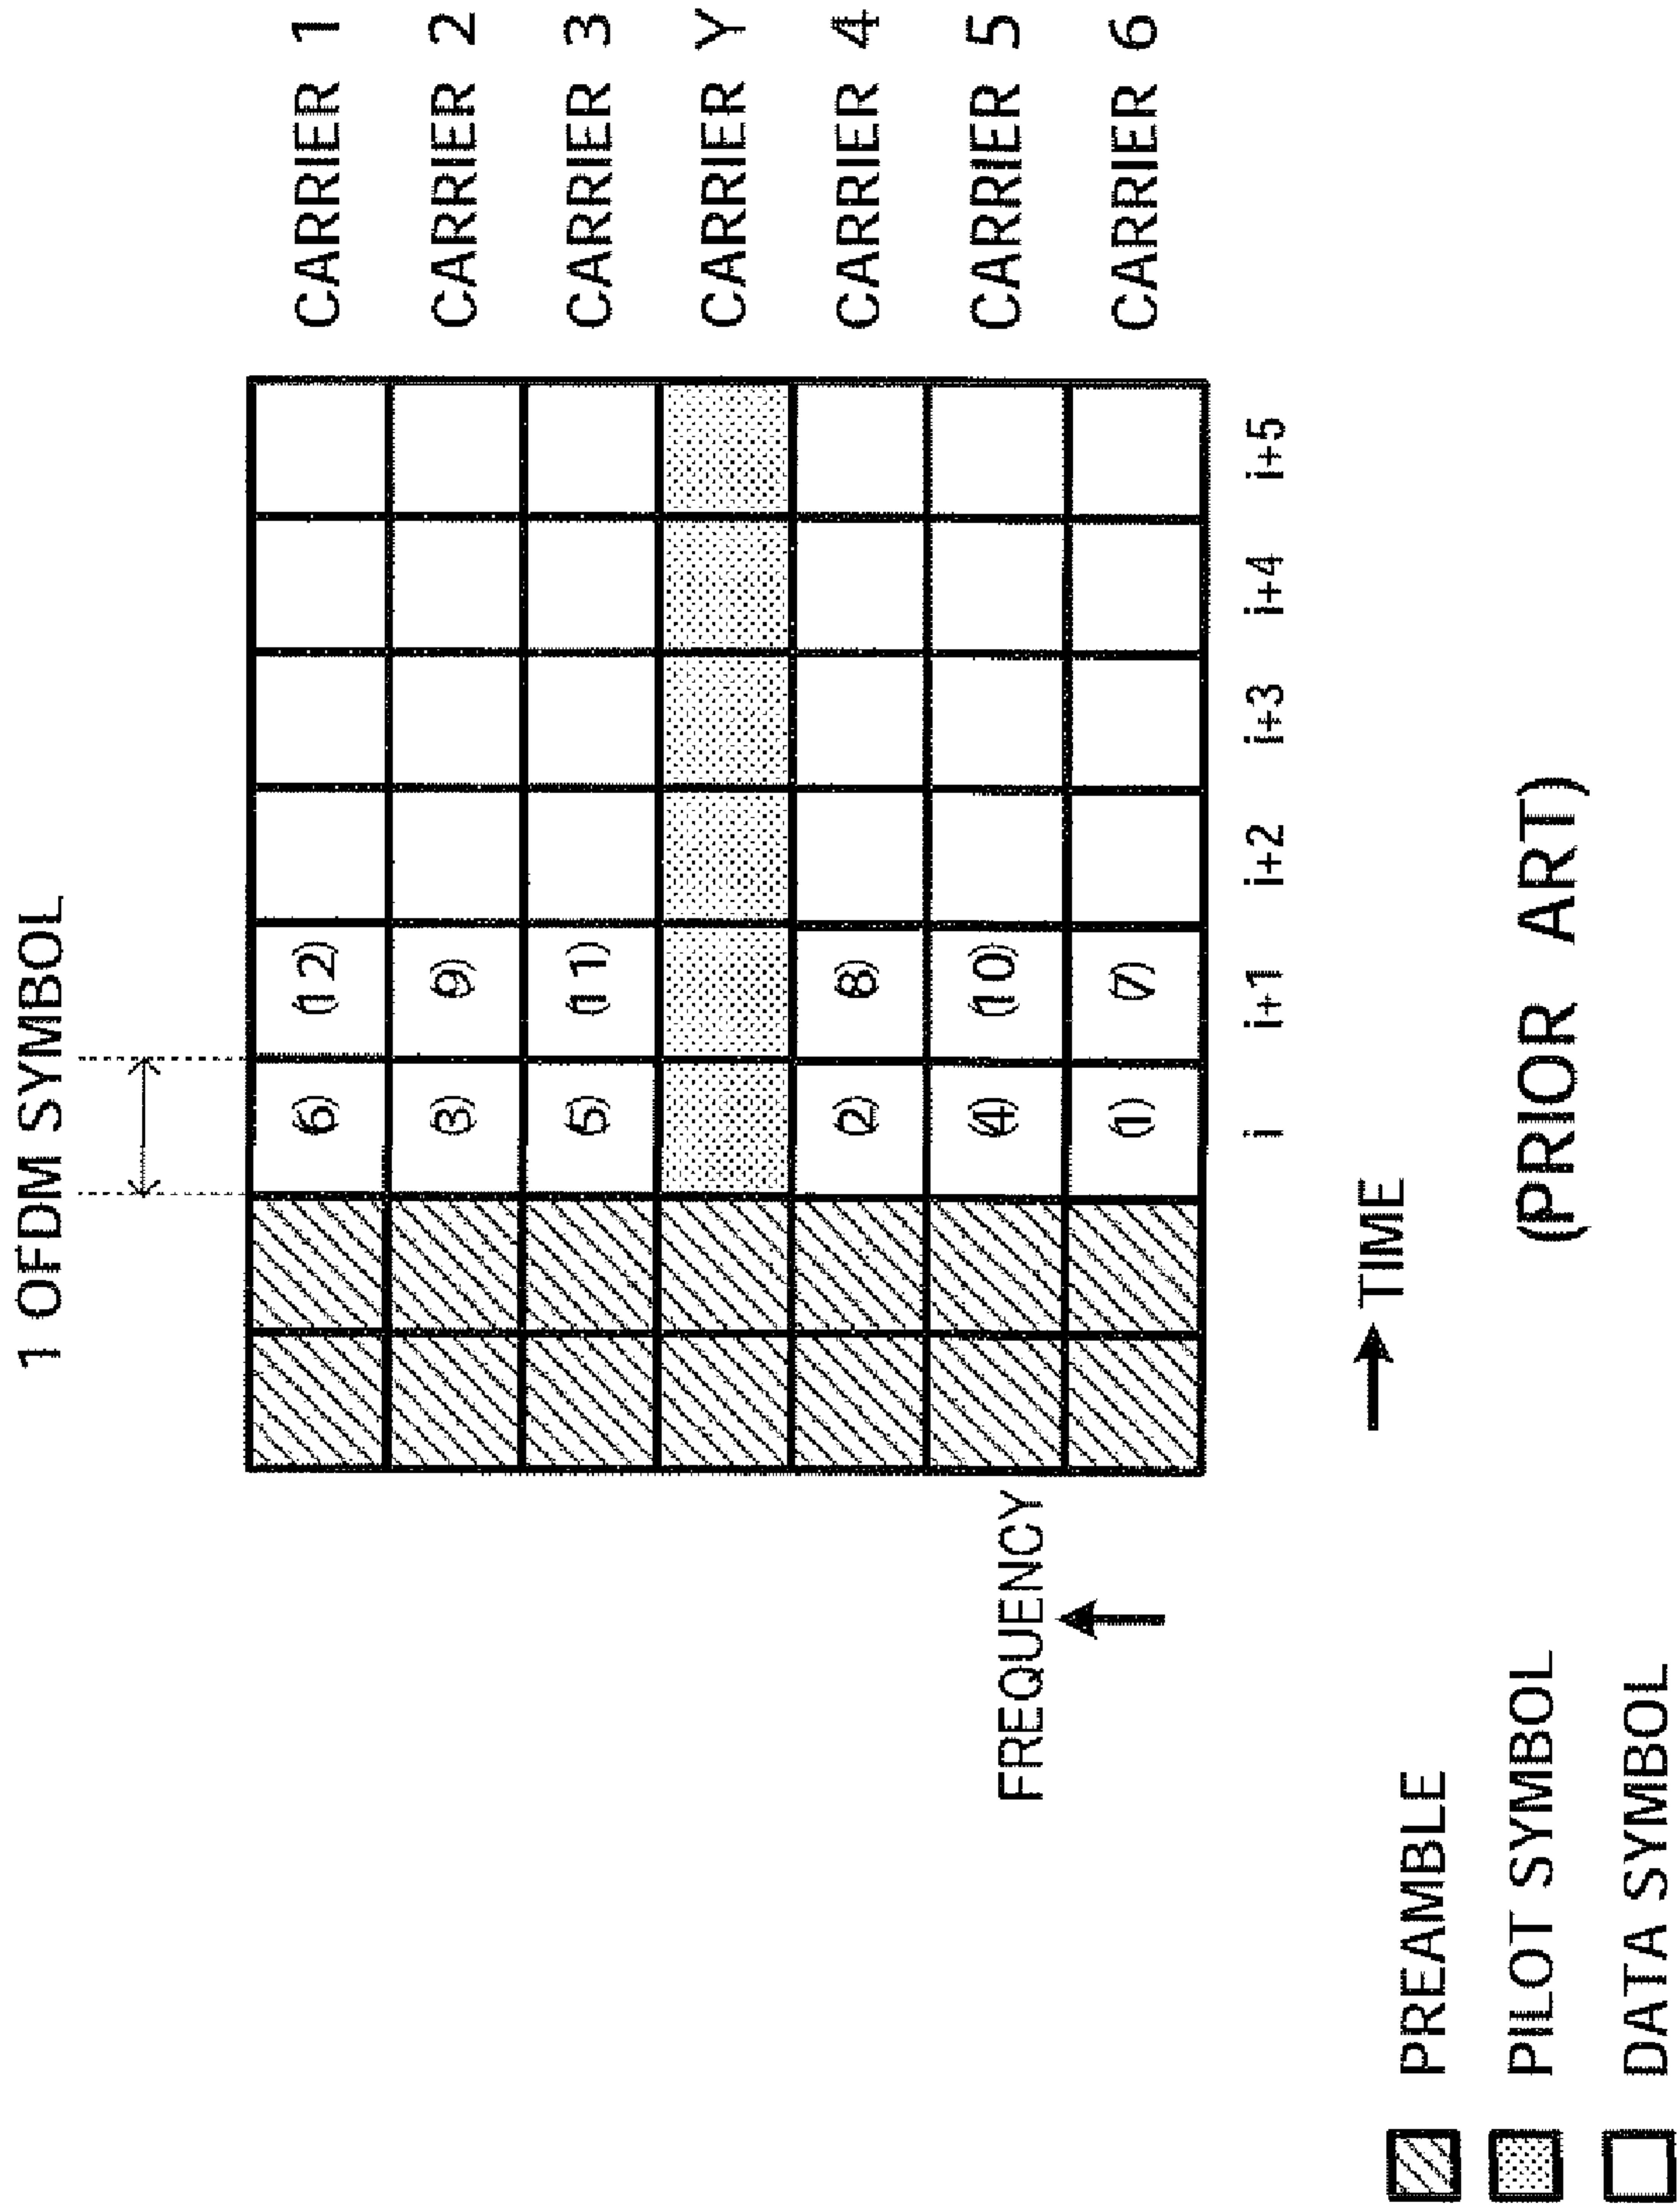 1 OFDM SYMBOL
(6) (12) CARRIER 1
(3) (9) CARRIER 2
(5) (11) CARRIER 3
CARRIER Y
(2) (8) CARRIER 4
FREQUENCY (4) (10) CARRIER 5
(1) (7) CARRIER 6
i i+1 i+2 i+3 i+4 i+5
TIME
PREAMBLE
PILOT SYMBOL
DATA SYMBOL
(PRIOR ART)